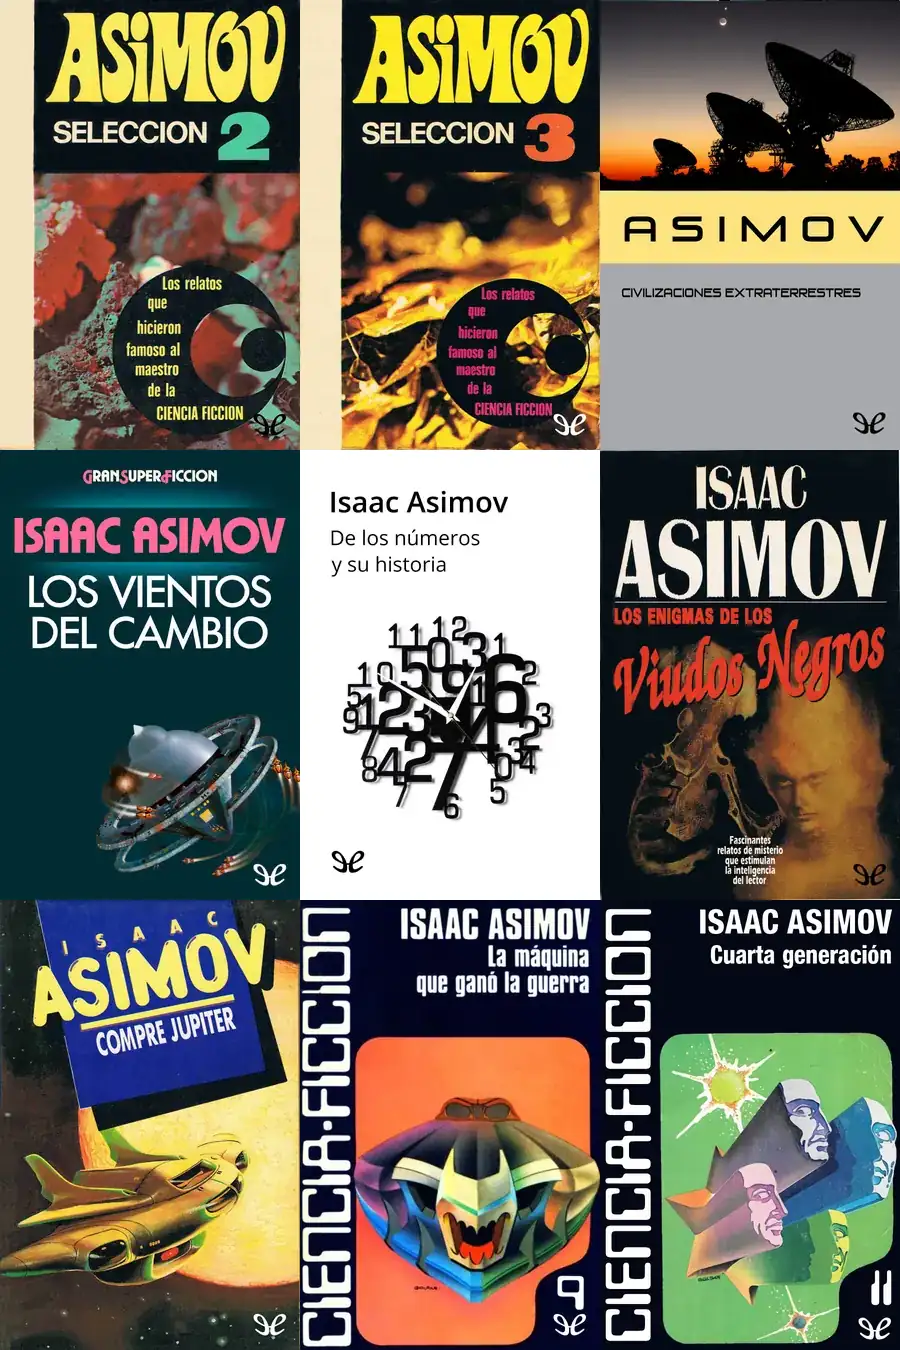 ASiMOV
SELECCION 2
Los relatos
que
hicieron
famoso al
maestro
de la
CIENCIA FICCION
ASiMOV
SELECCION 3
Los relatos
que
hicieron
famoso al
maestro
de la
CIENCIA FICCION
ASIMOV
CIVILIZACIONES EXTRATERRESTRES
GRANSUPERFICCION
ISAAC ASIMOV
LOS VIENTOS
DEL CAMBIO
Isaac Asimov
De los números
y su historia
ISAAC
ASIMOV
LOS ENIGMAS DE LOS
Viudos Negros
Fascinantes
relatos de misterio
que estimulan
la inteligencia
del lector
ISAAC
ASIMOV
COMPRE JUPITER
CIENCIA-FICCION
ISAAC ASIMOV
La máquina
que ganó la guerra
9
CIENCIA-FICCION
ISAAC ASIMOV
Cuarta generación
11